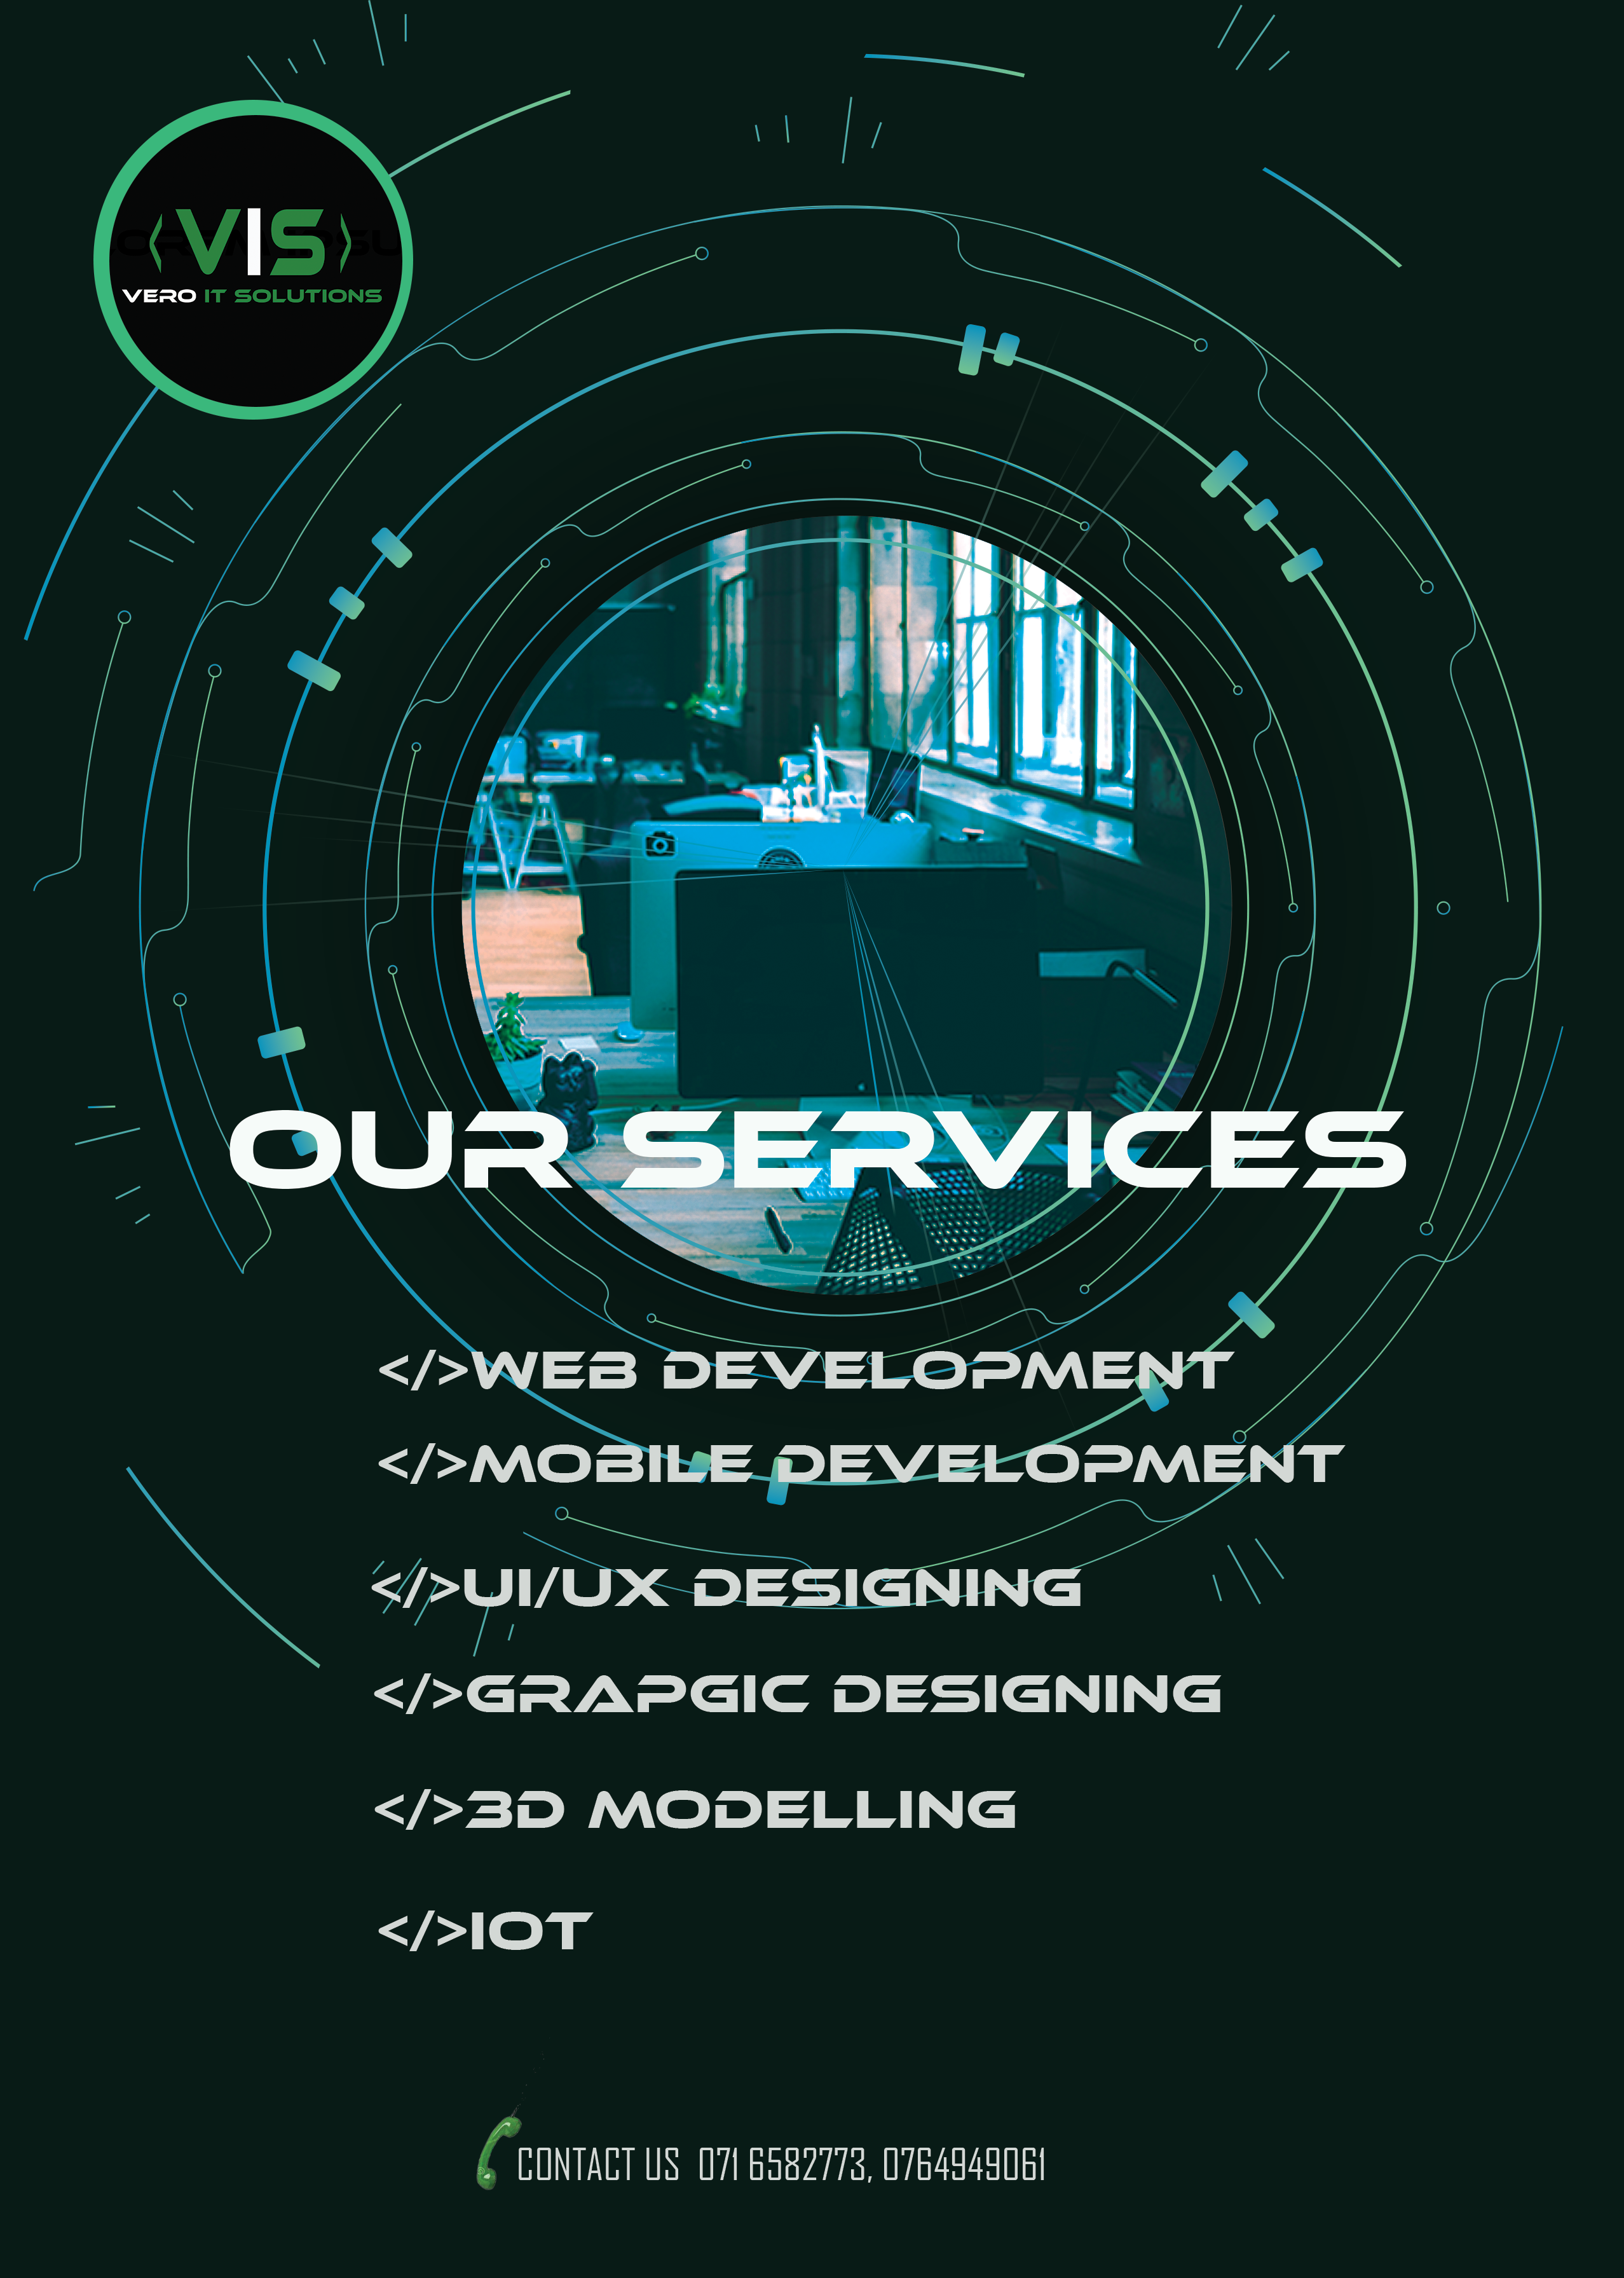 VIS
VERO IT SOLUTIONS
OUR SERVICES
</>WEB DEVELOPMENT
</>MOBILE DEVELOPMENT
</>UI/UX DESIGNING
</>GRAPGIC DESIGNING
</>3D MODELLING
</>IOT
CONTACT US 071 6582773, 0764949061